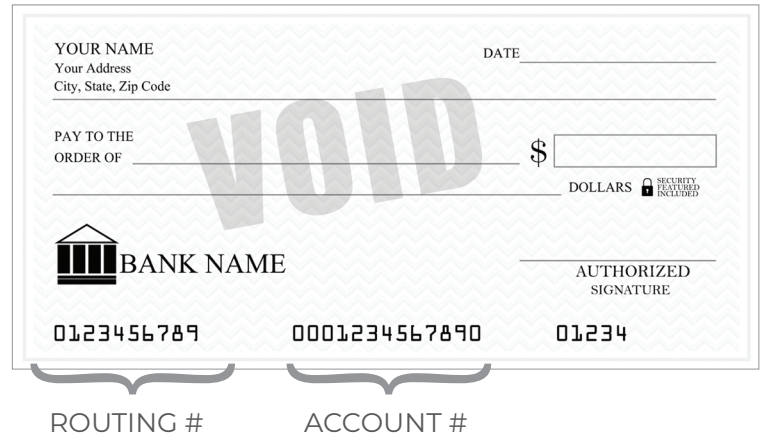 YOUR NAME
Your Address
City, State, Zip Code
DATE
VOID
PAY TO THE
ORDER OF
$
DOLLARS
SECURITY
FEATURED
INCLUDED
BANK NAME
AUTHORIZED
SIGNATURE
0123456789 0001234567890 01234
ROUTING # ACCOUNT #